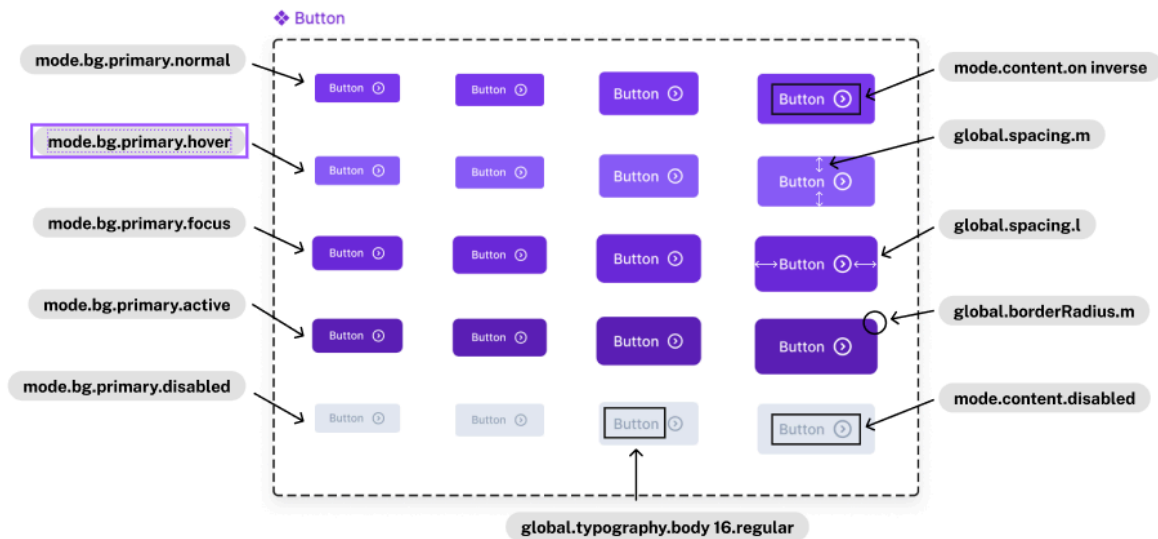 Button
mode.bg.primary.normal
Button Button Button Button
mode.content.on inverse
mode.bg.primary.hover
Button Button Button Button
global.spacing.m
mode.bg.primary.focus
Button Button Button Button
global.spacing.l
mode.bg.primary.active
Button Button Button Button
global.borderRadius.m
mode.bg.primary.disabled
Button Button Button Button
mode.content.disabled
global.typography.body 16.regular